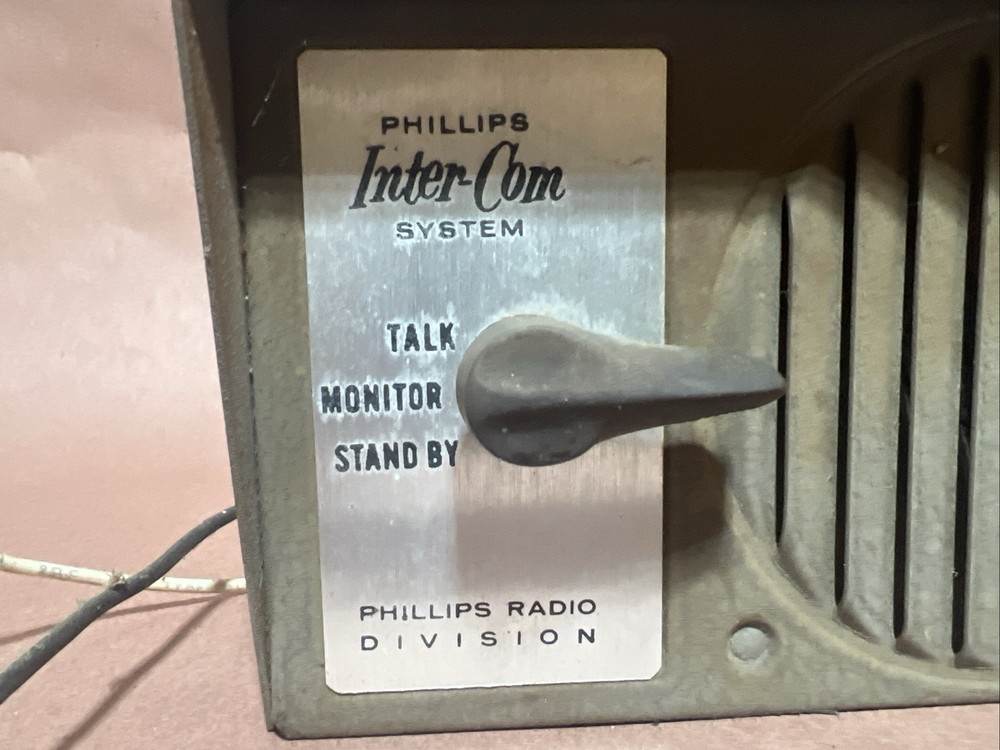 PHILLIPS
Inter-Com
SYSTEM
TALK
MONITOR
STAND BY
PHILLIPS RADIO
DIVISION